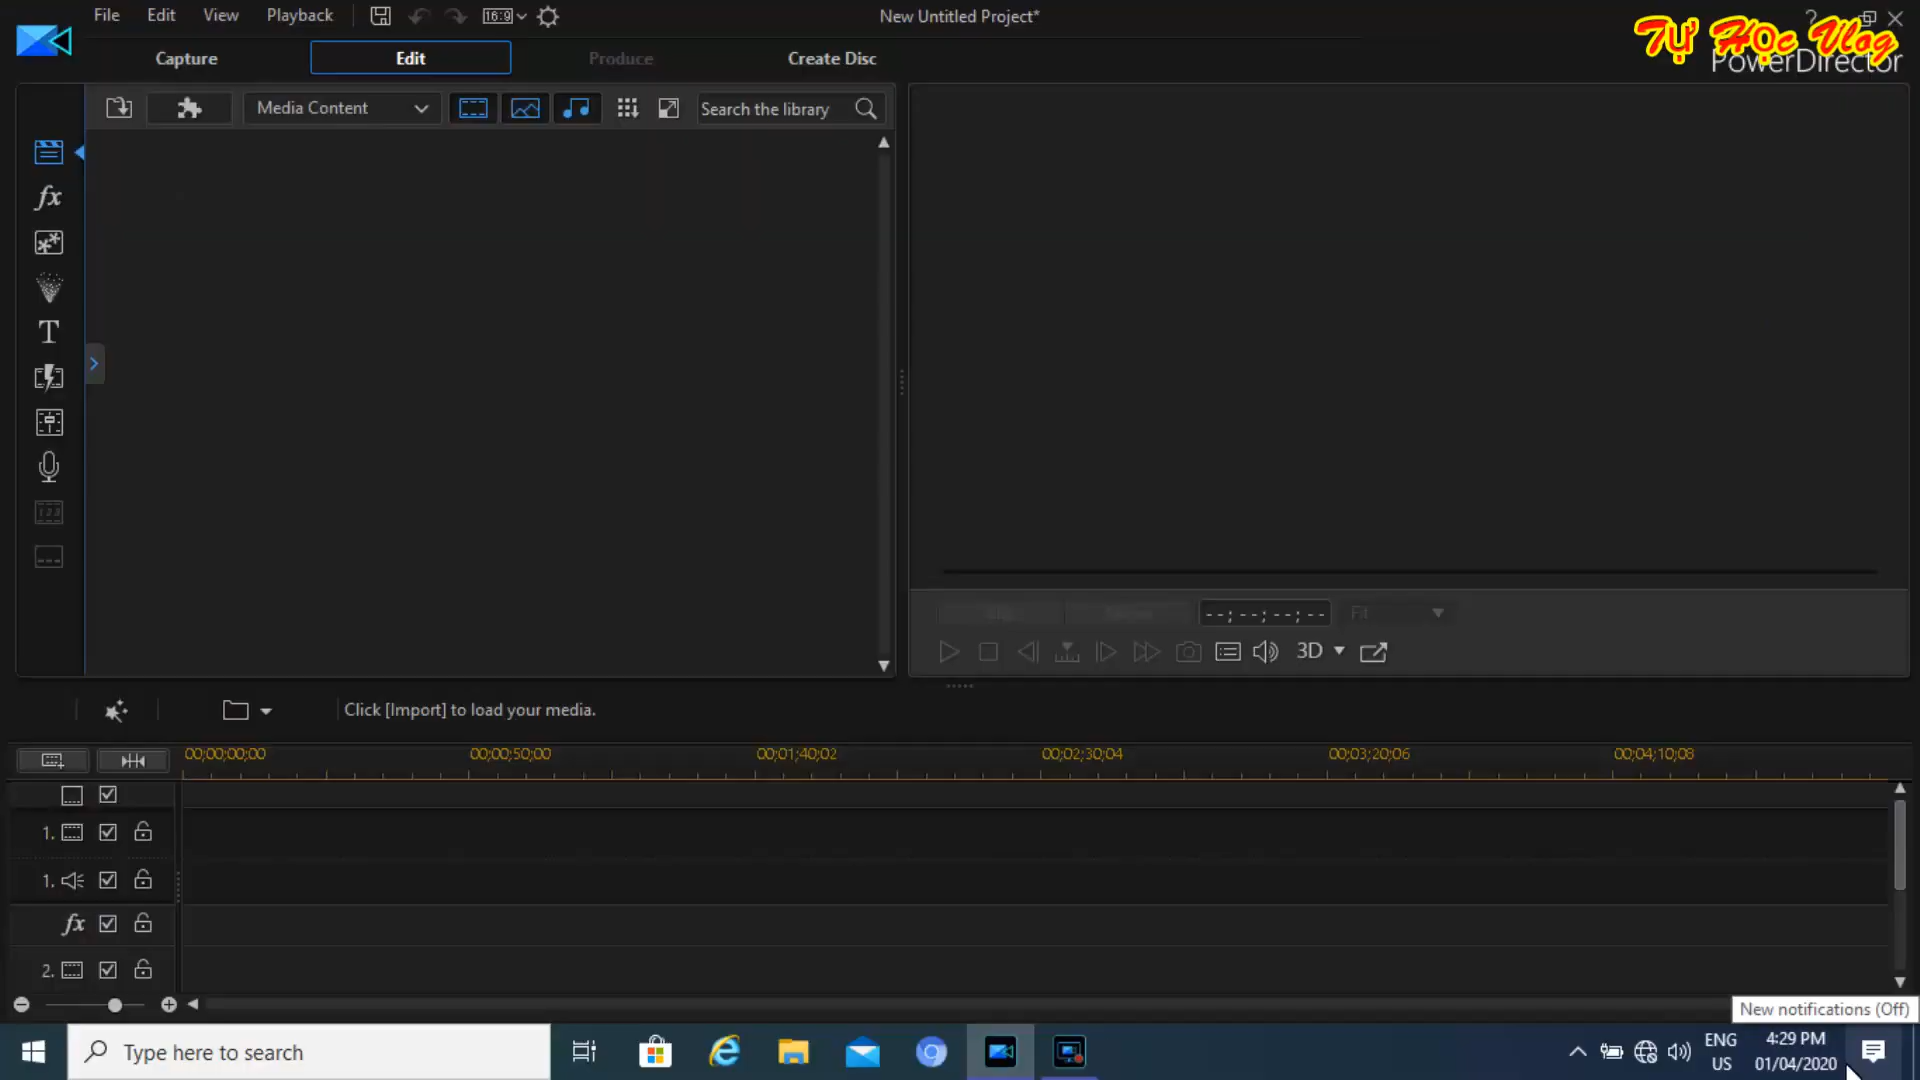 File Edit View Playback 16:9 New Untitled Project* ?
Tự Học Vlog
PowerDirector
Capture Edit Produce Create Disc
Media Content Search the library
fx
T
--;--;--;-- Fit
3D
Click [Import] to load your media.
00;00;00;00 00;00;50;00 00;01;40;02 00;02;30;04 00;03;20;06 00;04;10;08
1.
1.
fx
2.
New notifications (Off)
Type here to search
ENG 4:29 PM
US 01/04/2020